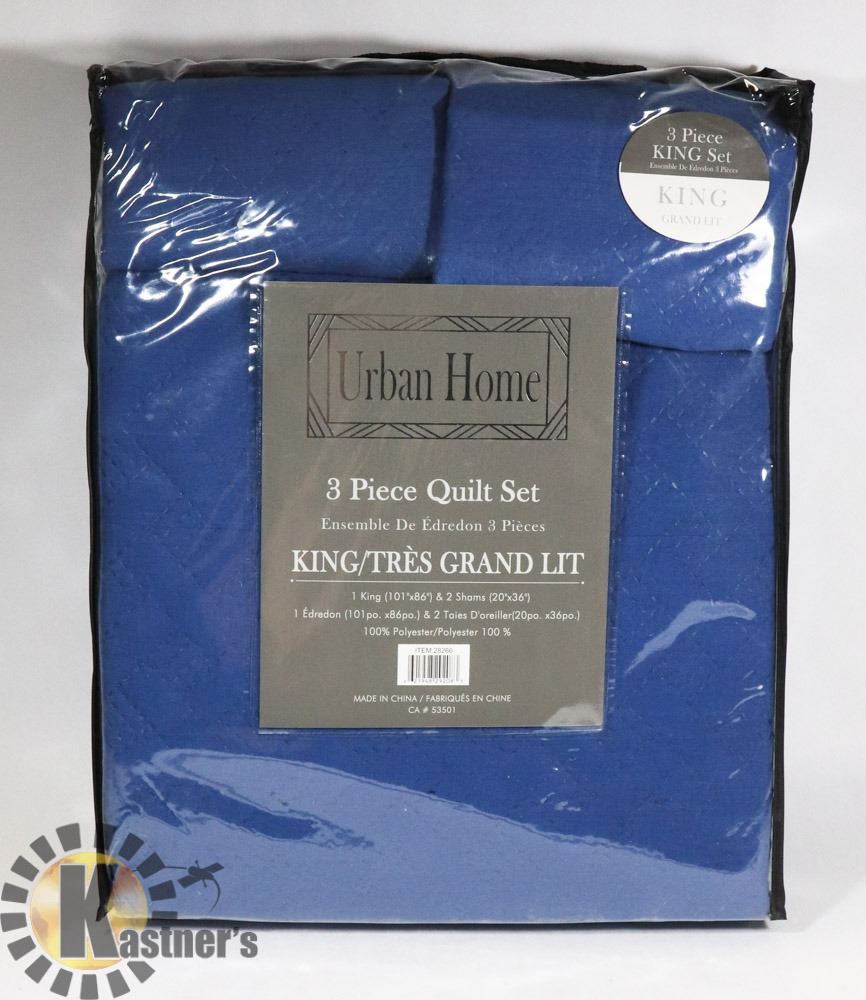 3 Piece
KING Set
Ensemble De Édredon 3 Pièces
KING
GRAND LIT
Urban Home
3 Piece Quilt Set
Ensemble De Édredon 3 Pièces
KING/TRÈS GRAND LIT
1 King (101"x86") & 2 Shams (20"x36")
1 Édredon (101po. x86po.) & 2 Taies D'oreiller(20po. x36po.)
100% Polyester/Polyester 100 %
ITEM 28266
MADE IN CHINA / FABRIQUÉS EN CHINE
CA # 53501
Kastner's